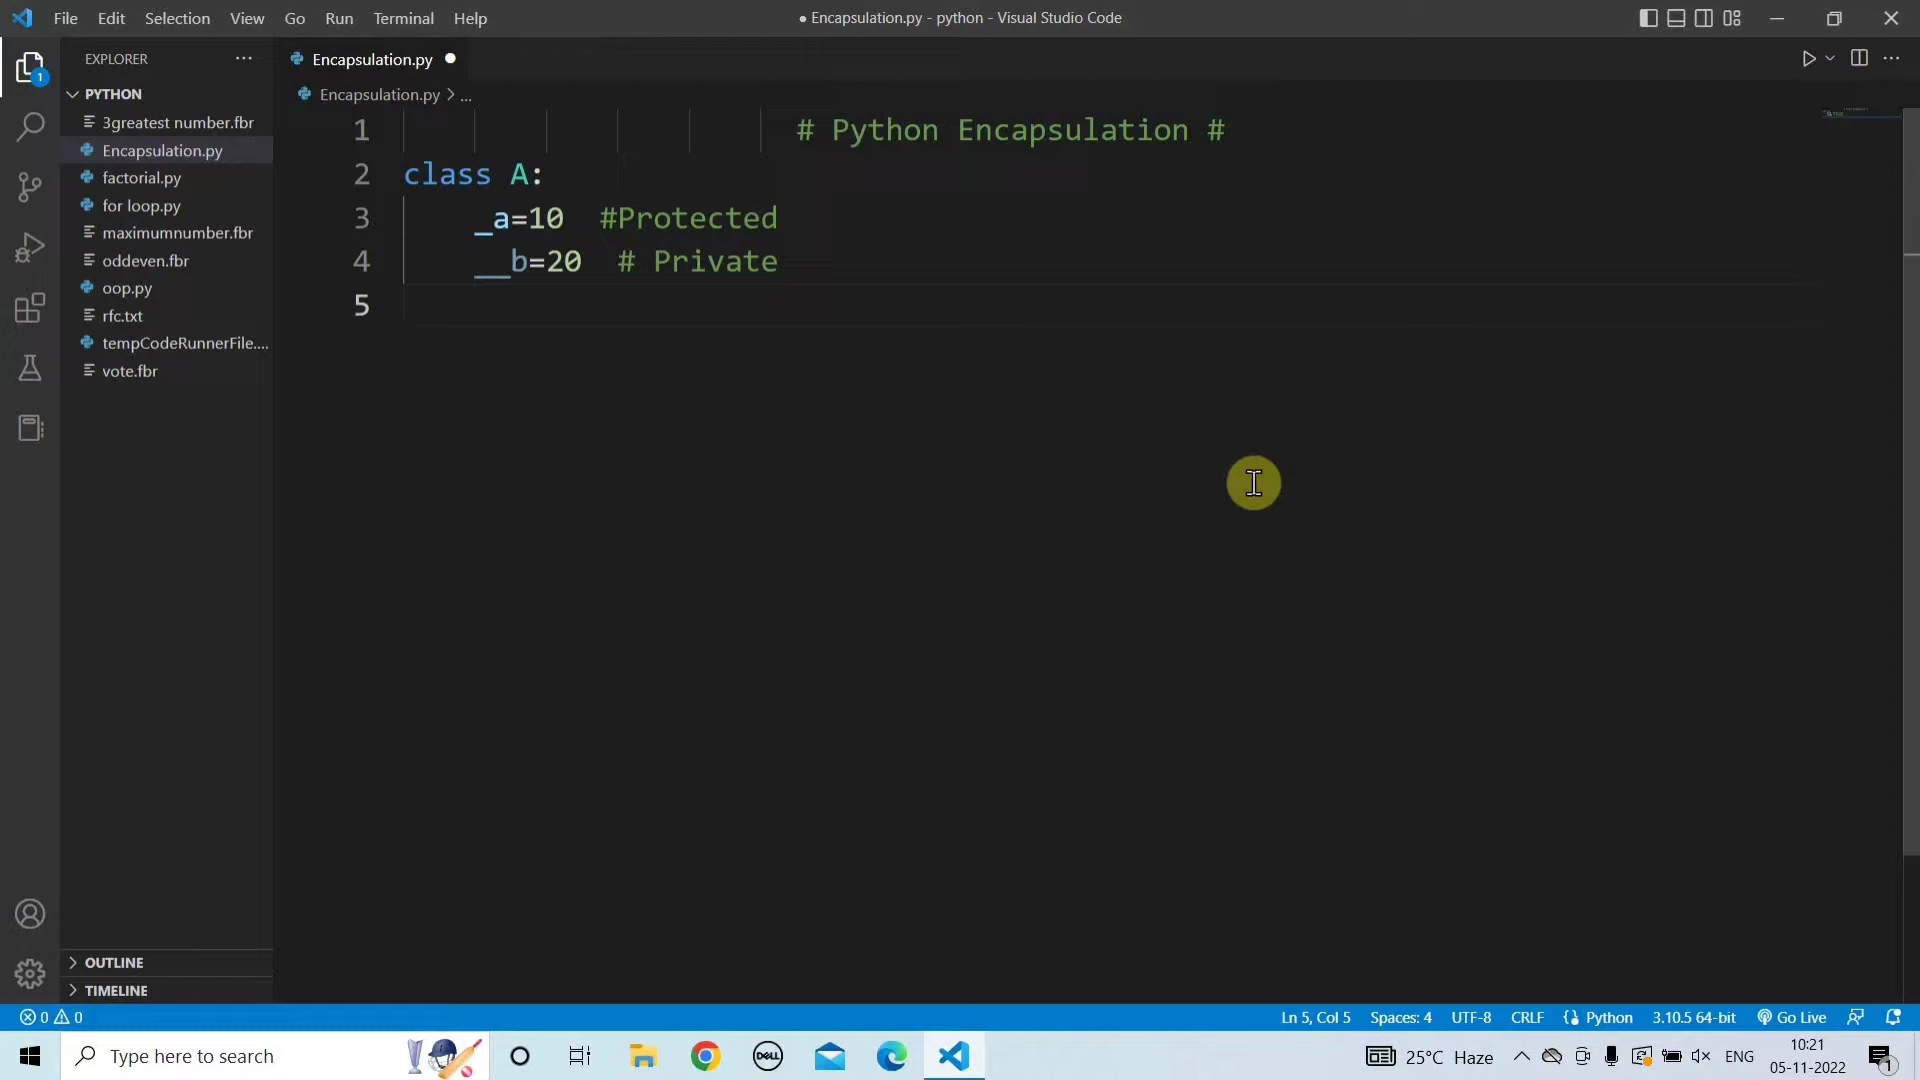 File Edit Selection View Go Run Terminal Help
● Encapsulation.py - python - Visual Studio Code
EXPLORER
Encapsulation.py
PYTHON
Encapsulation.py > ...
3greatest number.fbr
Encapsulation.py
factorial.py
for loop.py
maximumnumber.fbr
oddeven.fbr
oop.py
rfc.txt
tempCodeRunnerFile....
vote.fbr
1 # Python Encapsulation #
2 class A:
3 _a=10 #Protected
4 __b=20 # Private
5
1
OUTLINE
TIMELINE
0 0
Ln 5, Col 5 Spaces: 4 UTF-8 CRLF Python 3.10.5 64-bit Go Live
Type here to search
DELL
25°C Haze
ENG
10:21
05-11-2022
1